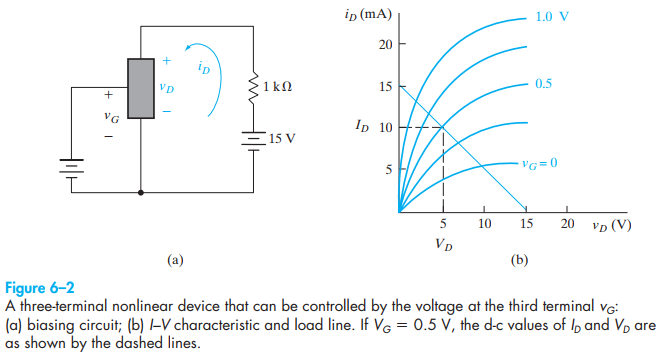 i_D (mA)
1.0 V
20
+
i_D
v_D
1 kΩ
15
0.5
+
v_G
−
−
I_D 10
15 V
5
v_G = 0
5
10
15
20
v_D (V)
V_D
(a)
(b)
Figure 6–2
A three-terminal nonlinear device that can be controlled by the voltage at the third terminal v_G:
(a) biasing circuit; (b) I–V characteristic and load line. If V_G = 0.5 V, the d-c values of I_D and V_D are
as shown by the dashed lines.